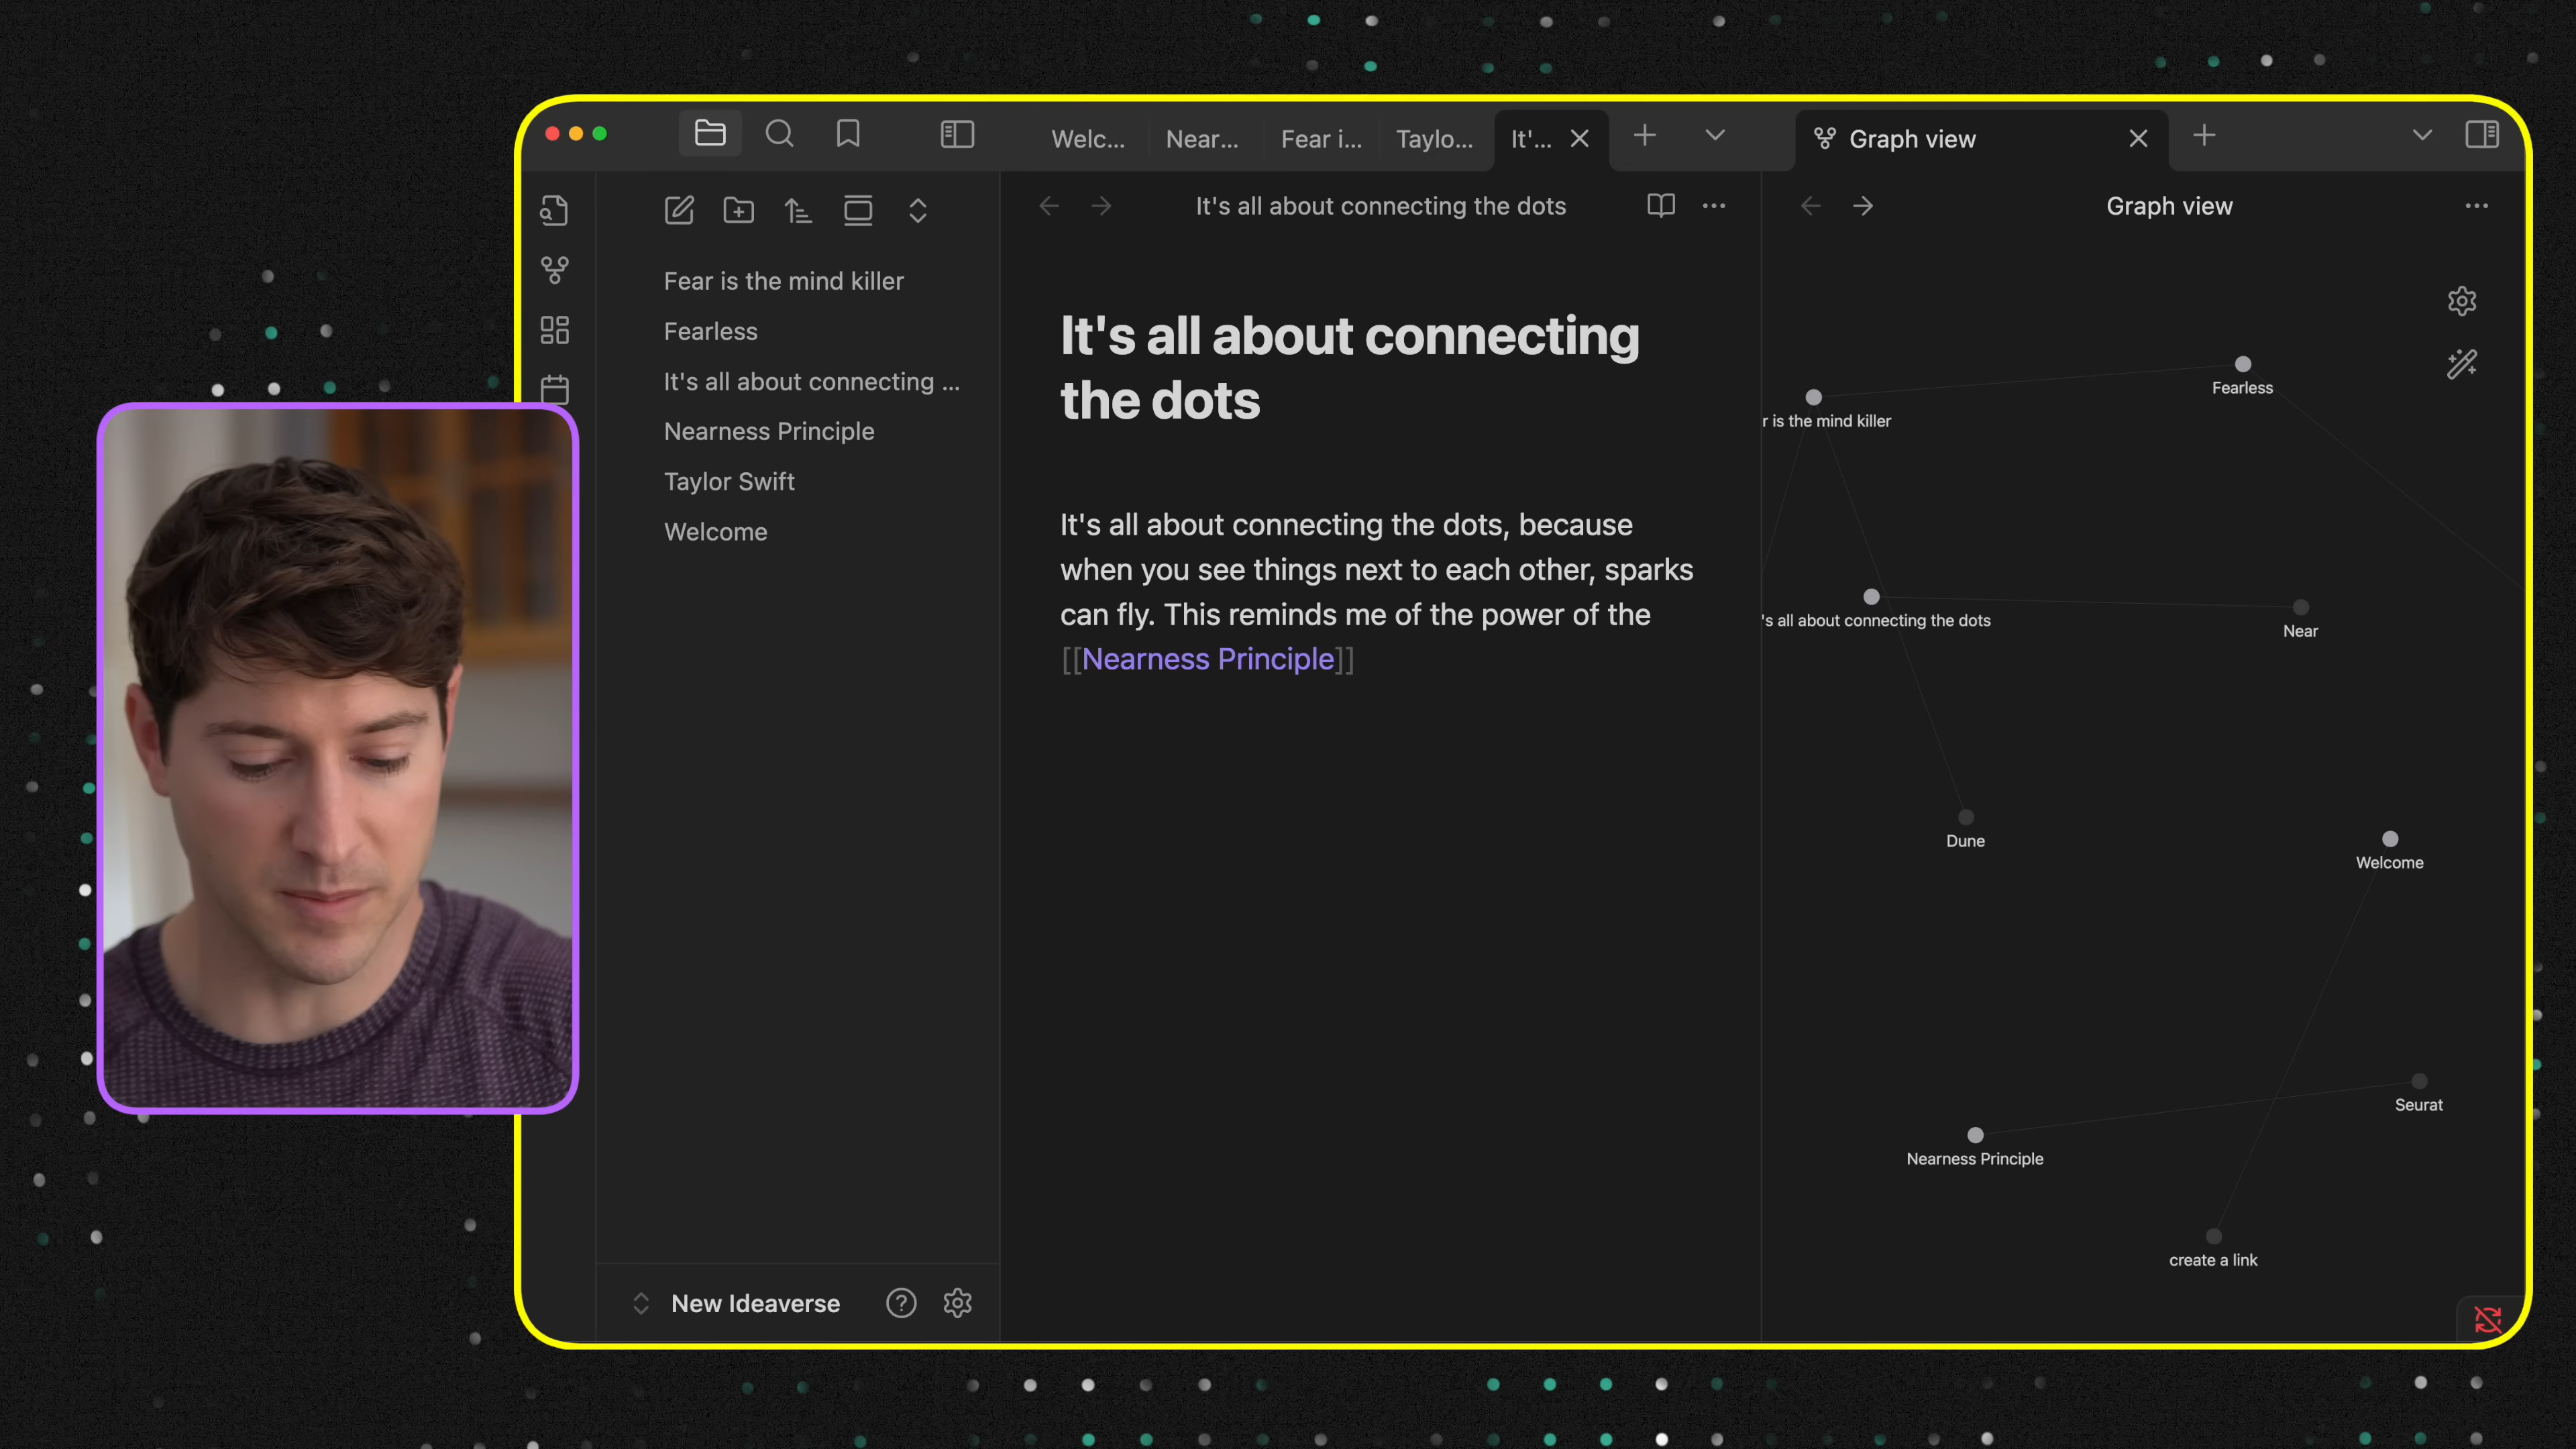 Welc...
Near...
Fear i...
Taylo...
It'...
Graph view
It's all about connecting the dots
Graph view
Fear is the mind killer
Fearless
It's all about connecting ...
Nearness Principle
Taylor Swift
Welcome
It's all about connecting
the dots
It's all about connecting the dots, because
when you see things next to each other, sparks
can fly. This reminds me of the power of the
[[Nearness Principle]]
Fearless
r is the mind killer
's all about connecting the dots
Near
Dune
Welcome
Seurat
Nearness Principle
create a link
New Ideaverse